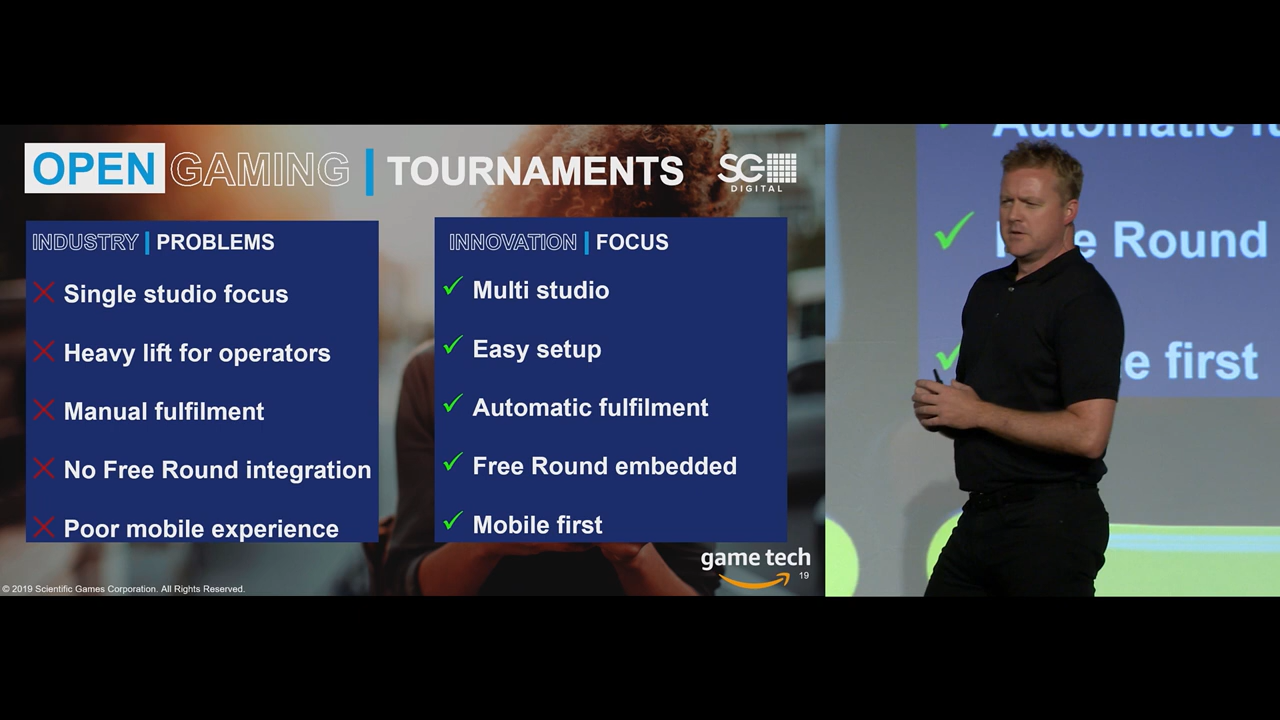 OPEN GAMING | TOURNAMENTS
SG
DIGITAL
INDUSTRY | PROBLEMS
Single studio focus
Heavy lift for operators
Manual fulfilment
No Free Round integration
Poor mobile experience
INNOVATION | FOCUS
Multi studio
Easy setup
Automatic fulfilment
Free Round embedded
Mobile first
game tech
19
© 2019 Scientific Games Corporation. All Rights Reserved.
Round
first